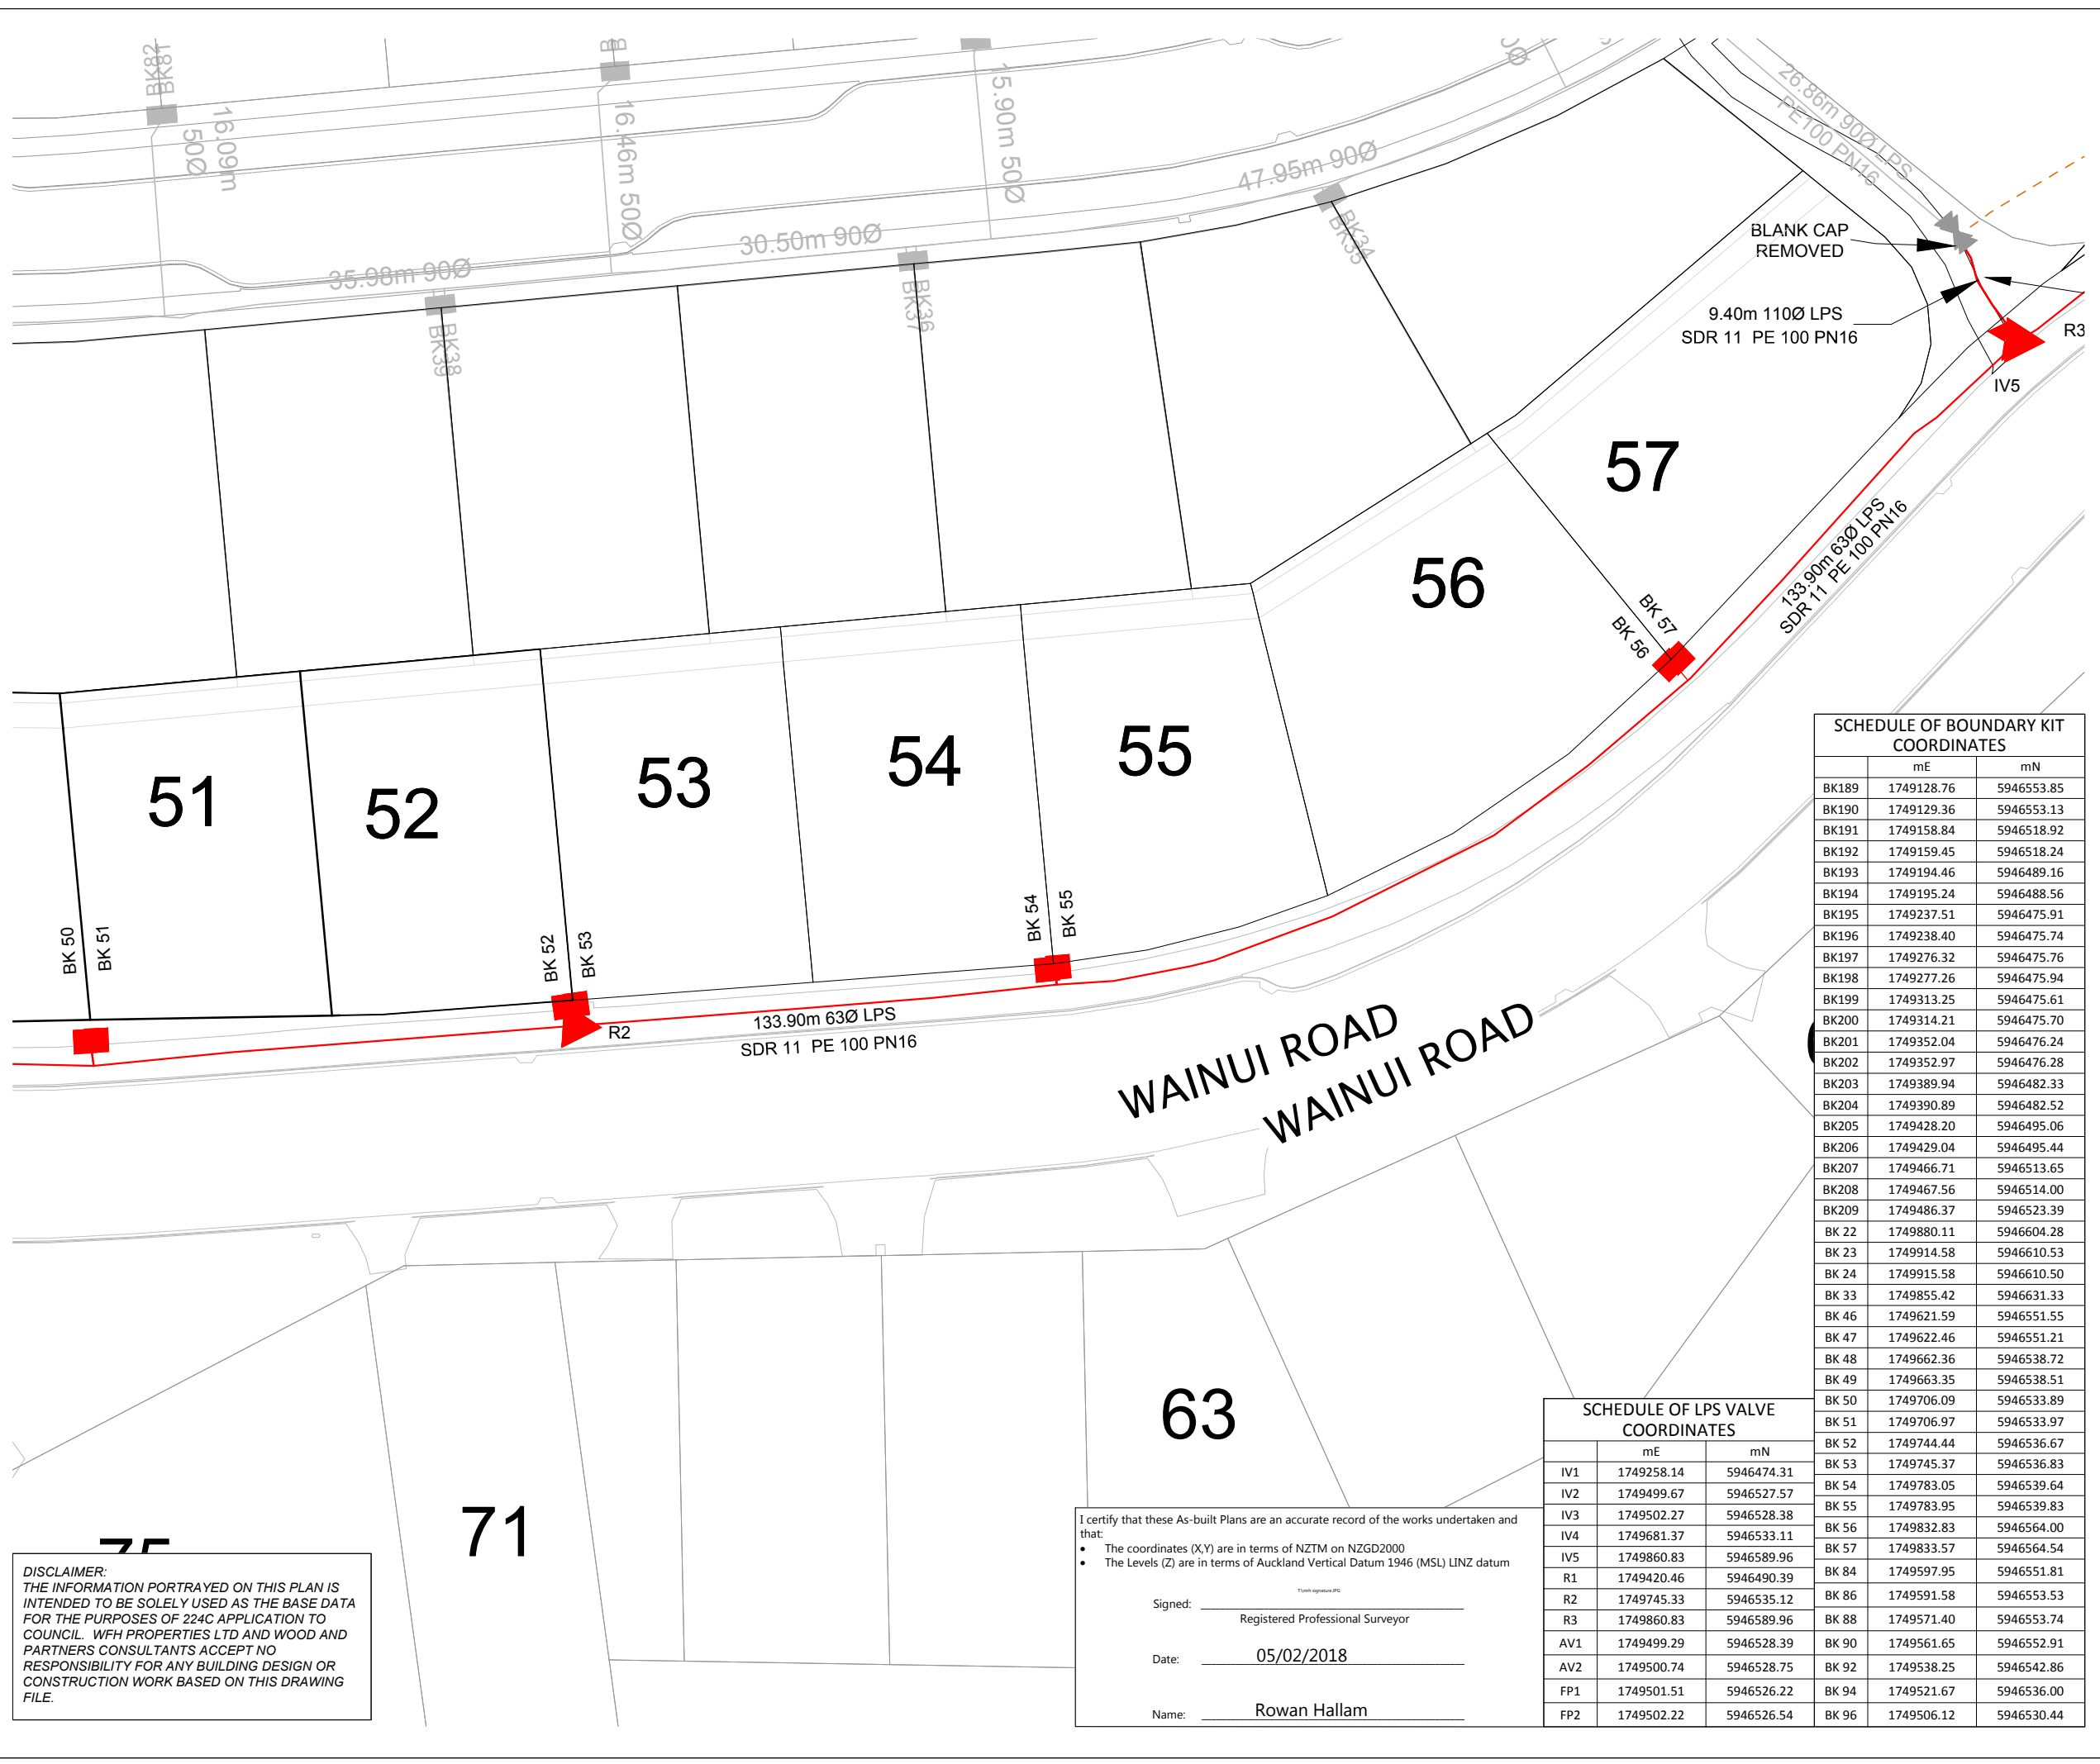 BK82
BK81
16.09m
50Ø
16.46m 50Ø
15.90m 50Ø
47.95m 90Ø
30.50m 90Ø
35.98m 90Ø
26.86m 90Ø LPS
PE100 PN16
BK34
BK35
BK36
BK37
BK38
BK39
BLANK CAP
REMOVED
9.40m 110Ø LPS
SDR 11 PE 100 PN16
R3
IV5
57
56
55
54
53
52
51
BK 57
BK 56
133.90m 63Ø LPS
SDR 11 PE 100 PN16
BK 50
BK 51
BK 52
BK 53
BK 54
BK 55
R2
133.90m 63Ø LPS
SDR 11 PE 100 PN16
WAINUI ROAD
WAINUI ROAD
63
71
75
SCHEDULE OF BOUNDARY KIT
COORDINATES
mE mN
BK189 1749128.76 5946553.85
BK190 1749129.36 5946553.13
BK191 1749158.84 5946518.92
BK192 1749159.45 5946518.24
BK193 1749194.46 5946489.16
BK194 1749195.24 5946488.56
BK195 1749237.51 5946475.91
BK196 1749238.40 5946475.74
BK197 1749276.32 5946475.76
BK198 1749277.26 5946475.94
BK199 1749313.25 5946475.61
BK200 1749314.21 5946475.70
BK201 1749352.04 5946476.24
BK202 1749352.97 5946476.28
BK203 1749389.94 5946482.33
BK204 1749390.89 5946482.52
BK205 1749428.20 5946495.06
BK206 1749429.04 5946495.44
BK207 1749466.71 5946513.65
BK208 1749467.56 5946514.00
BK209 1749486.37 5946523.39
BK 22 1749880.11 5946604.28
BK 23 1749914.58 5946610.53
BK 24 1749915.58 5946610.50
BK 33 1749855.42 5946631.33
BK 46 1749621.59 5946551.55
BK 47 1749622.46 5946551.21
BK 48 1749662.36 5946538.72
BK 49 1749663.35 5946538.51
BK 50 1749706.09 5946533.89
BK 51 1749706.97 5946533.97
BK 52 1749744.44 5946536.67
BK 53 1749745.37 5946536.83
BK 54 1749783.05 5946539.64
BK 55 1749783.95 5946539.83
BK 56 1749832.83 5946564.00
BK 57 1749833.57 5946564.54
BK 84 1749597.95 5946551.81
BK 86 1749591.58 5946553.53
BK 88 1749571.40 5946553.74
BK 90 1749561.65 5946552.91
BK 92 1749538.25 5946542.86
BK 94 1749521.67 5946536.00
BK 96 1749506.12 5946530.44
SCHEDULE OF LPS VALVE
COORDINATES
mE mN
IV1 1749258.14 5946474.31
IV2 1749499.67 5946527.57
IV3 1749502.27 5946528.38
IV4 1749681.37 5946533.11
IV5 1749860.83 5946589.96
R1 1749420.46 5946490.39
R2 1749745.33 5946535.12
R3 1749860.83 5946589.96
AV1 1749499.29 5946528.39
AV2 1749500.74 5946528.75
FP1 1749501.51 5946526.22
FP2 1749502.22 5946526.54
I certify that these As-built Plans are an accurate record of the works undertaken and
that:
• The coordinates (X,Y) are in terms of NZTM on NZGD2000
• The Levels (Z) are in terms of Auckland Vertical Datum 1946 (MSL) LINZ datum
Signed:
Registered Professional Surveyor
Date: 05/02/2018
Name: Rowan Hallam
DISCLAIMER:
THE INFORMATION PORTRAYED ON THIS PLAN IS
INTENDED TO BE SOLELY USED AS THE BASE DATA
FOR THE PURPOSES OF 224C APPLICATION TO
COUNCIL. WFH PROPERTIES LTD AND WOOD AND
PARTNERS CONSULTANTS ACCEPT NO
RESPONSIBILITY FOR ANY BUILDING DESIGN OR
CONSTRUCTION WORK BASED ON THIS DRAWING
FILE.